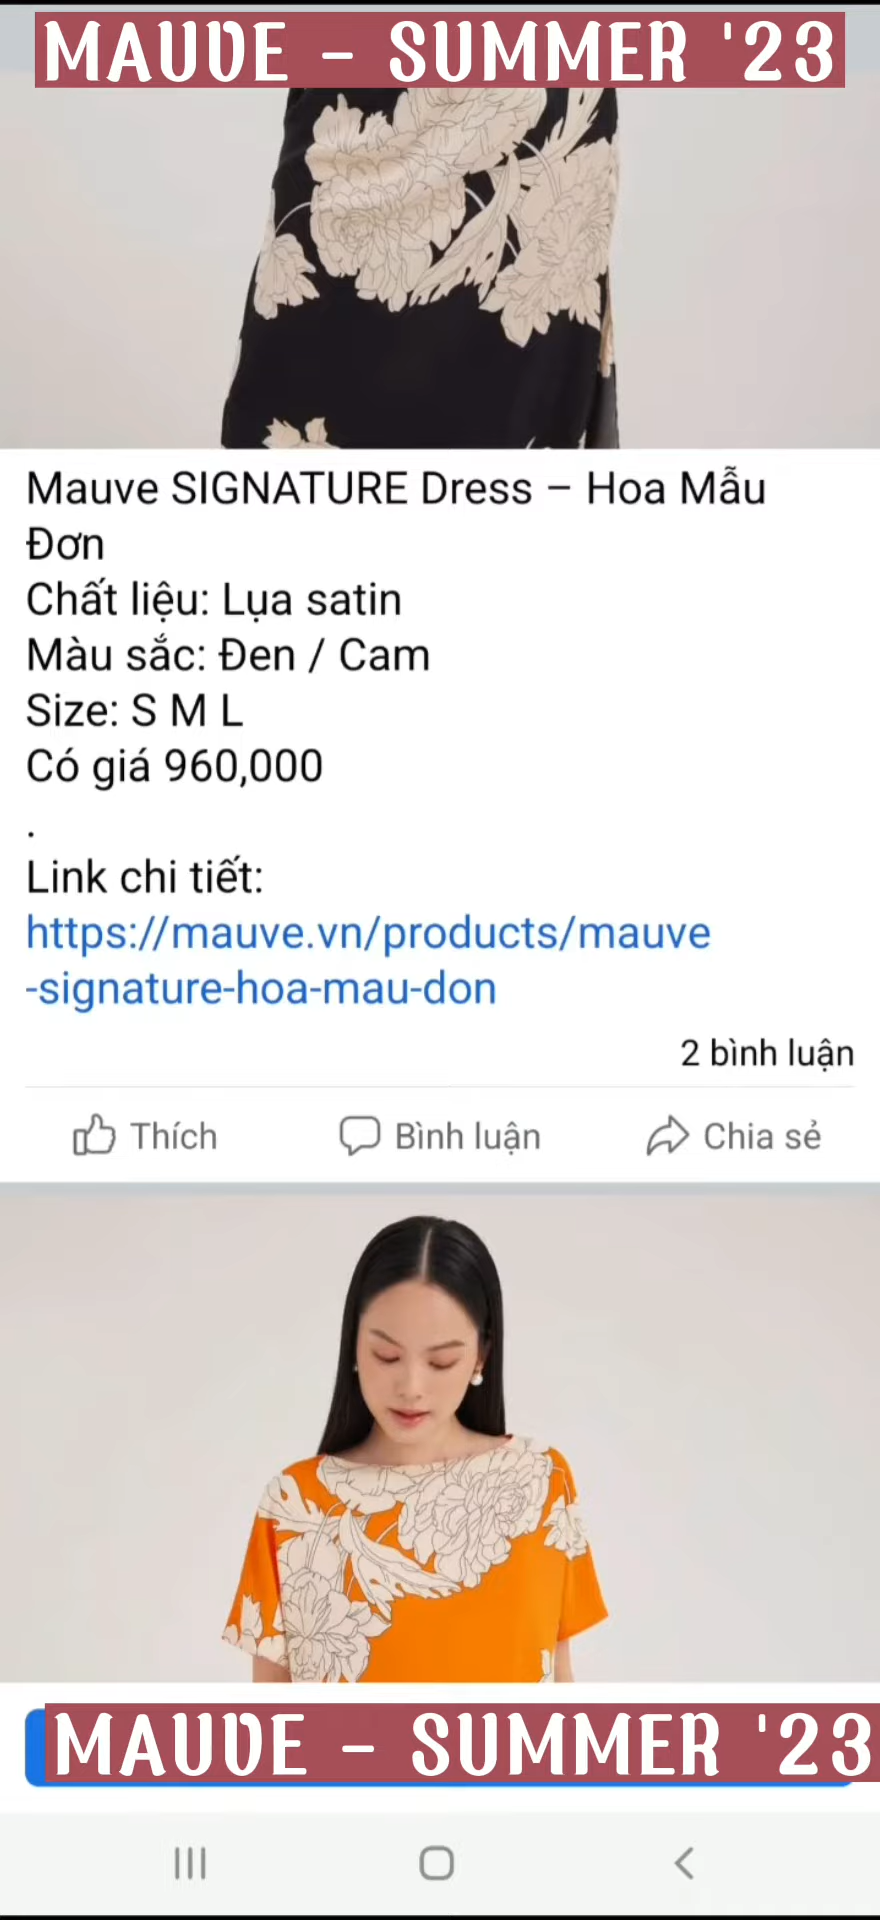 MAUVE - SUMMER '23
Mauve SIGNATURE Dress – Hoa Mẫu
Đơn
Chất liệu: Lụa satin
Màu sắc: Đen / Cam
Size: S M L
Có giá 960,000
.
Link chi tiết:
https://mauve.vn/products/mauve
-signature-hoa-mau-don
2 bình luận
Thích Bình luận Chia sẻ
MAUVE - SUMMER '23